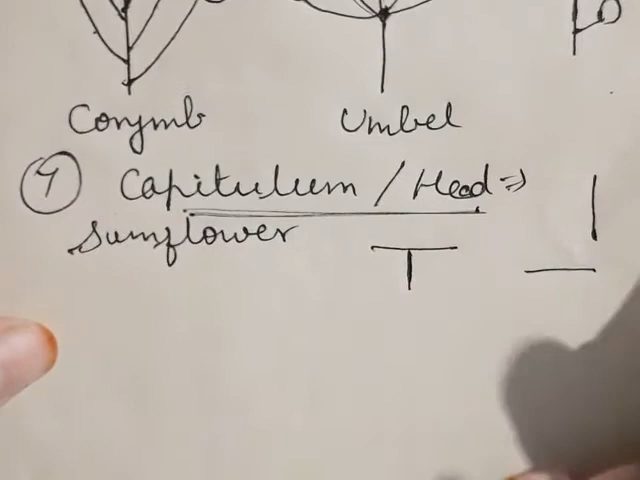 Corymb Umbel
④ Capitulum / Head ⇒
Sunflower